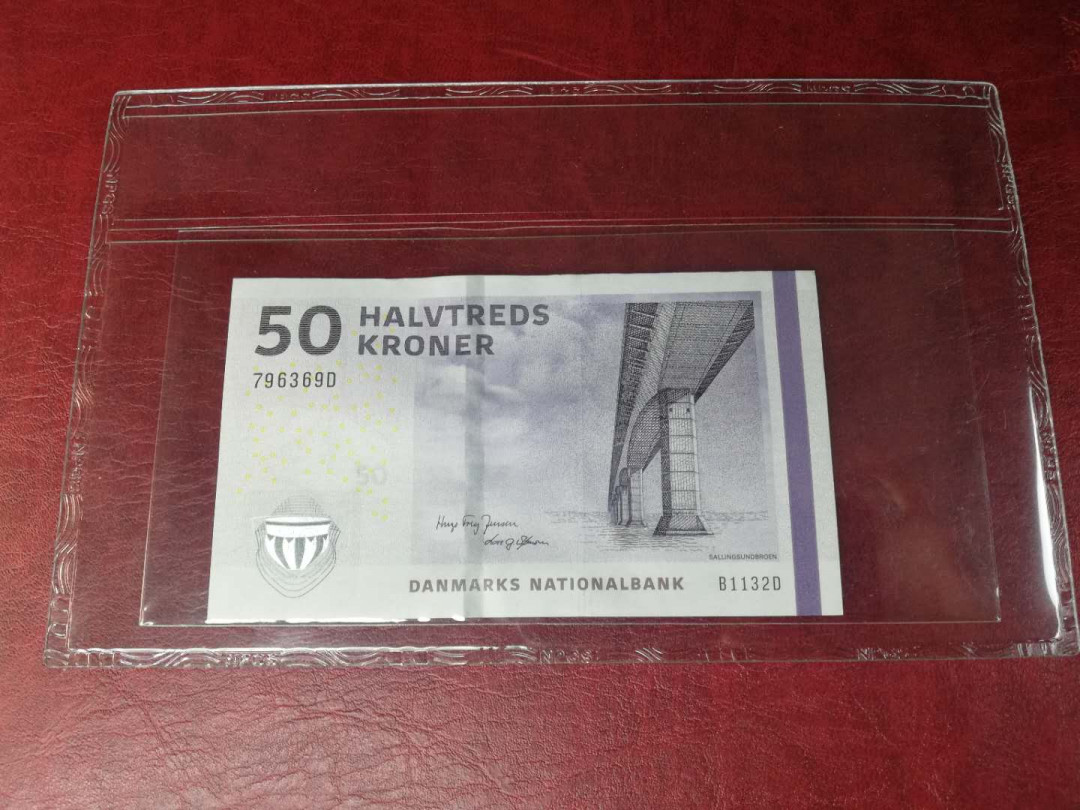 50 HALVTREDS
KRONER
796369D
50
SALLINGSUNDBROEN
DANMARKS NATIONALBANK B1132D